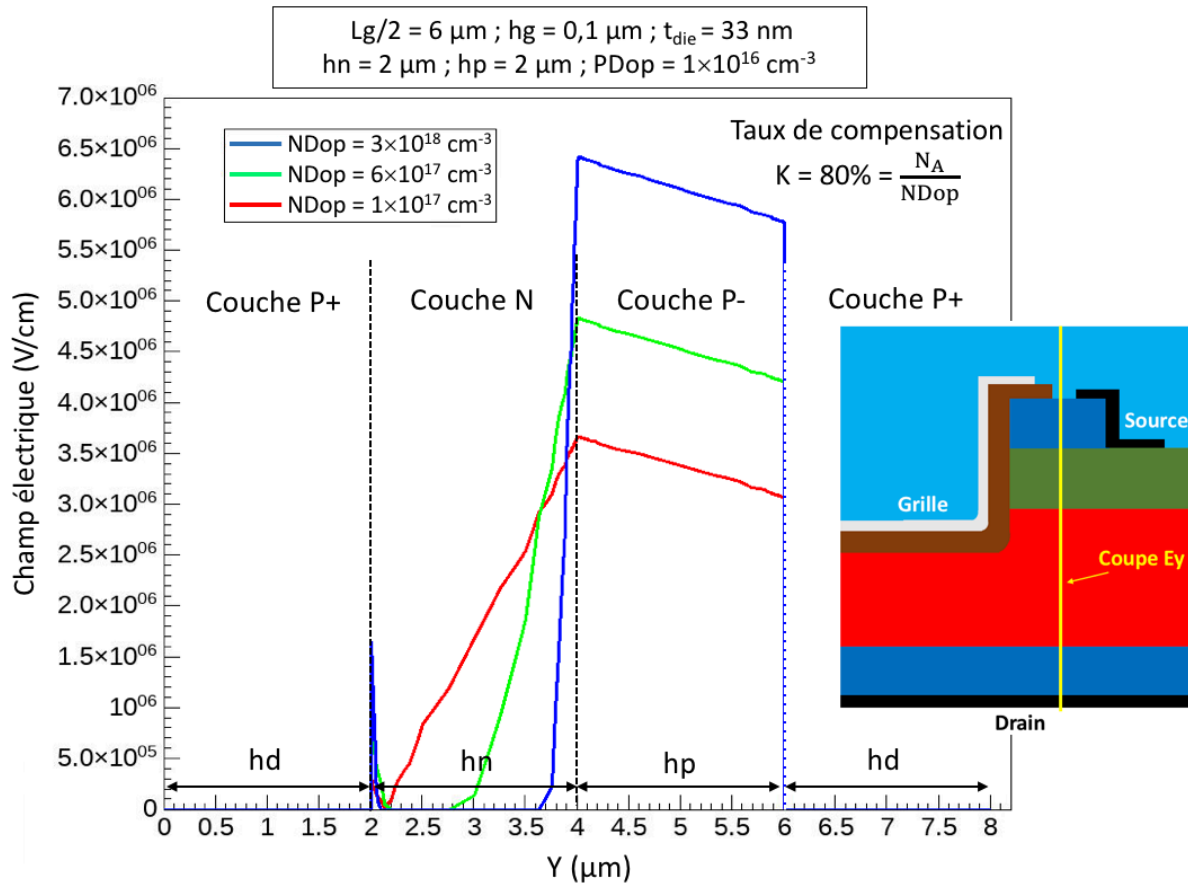 Lg/2 = 6 µm ; hg = 0,1 µm ; t_die = 33 nm
hn = 2 µm ; hp = 2 µm ; PDop = 1×10^16 cm^-3
7.0×10^06
6.5×10^06
6.0×10^06
5.5×10^06
5.0×10^06
4.5×10^06
4.0×10^06
3.5×10^06
3.0×10^06
2.5×10^06
2.0×10^06
1.5×10^06
10^06
5.0×10^05
0
Champ électrique (V/cm)
NDop = 3×10^18 cm^-3
NDop = 6×10^17 cm^-3
NDop = 1×10^17 cm^-3
Taux de compensation
K = 80% = N_A / NDop
Couche P+
Couche N
Couche P-
Couche P+
Source
Grille
Coupe Ey
Drain
hd
hn
hp
hd
0 0.5 1 1.5 2 2.5 3 3.5 4 4.5 5 5.5 6 6.5 7 7.5 8
Y (µm)